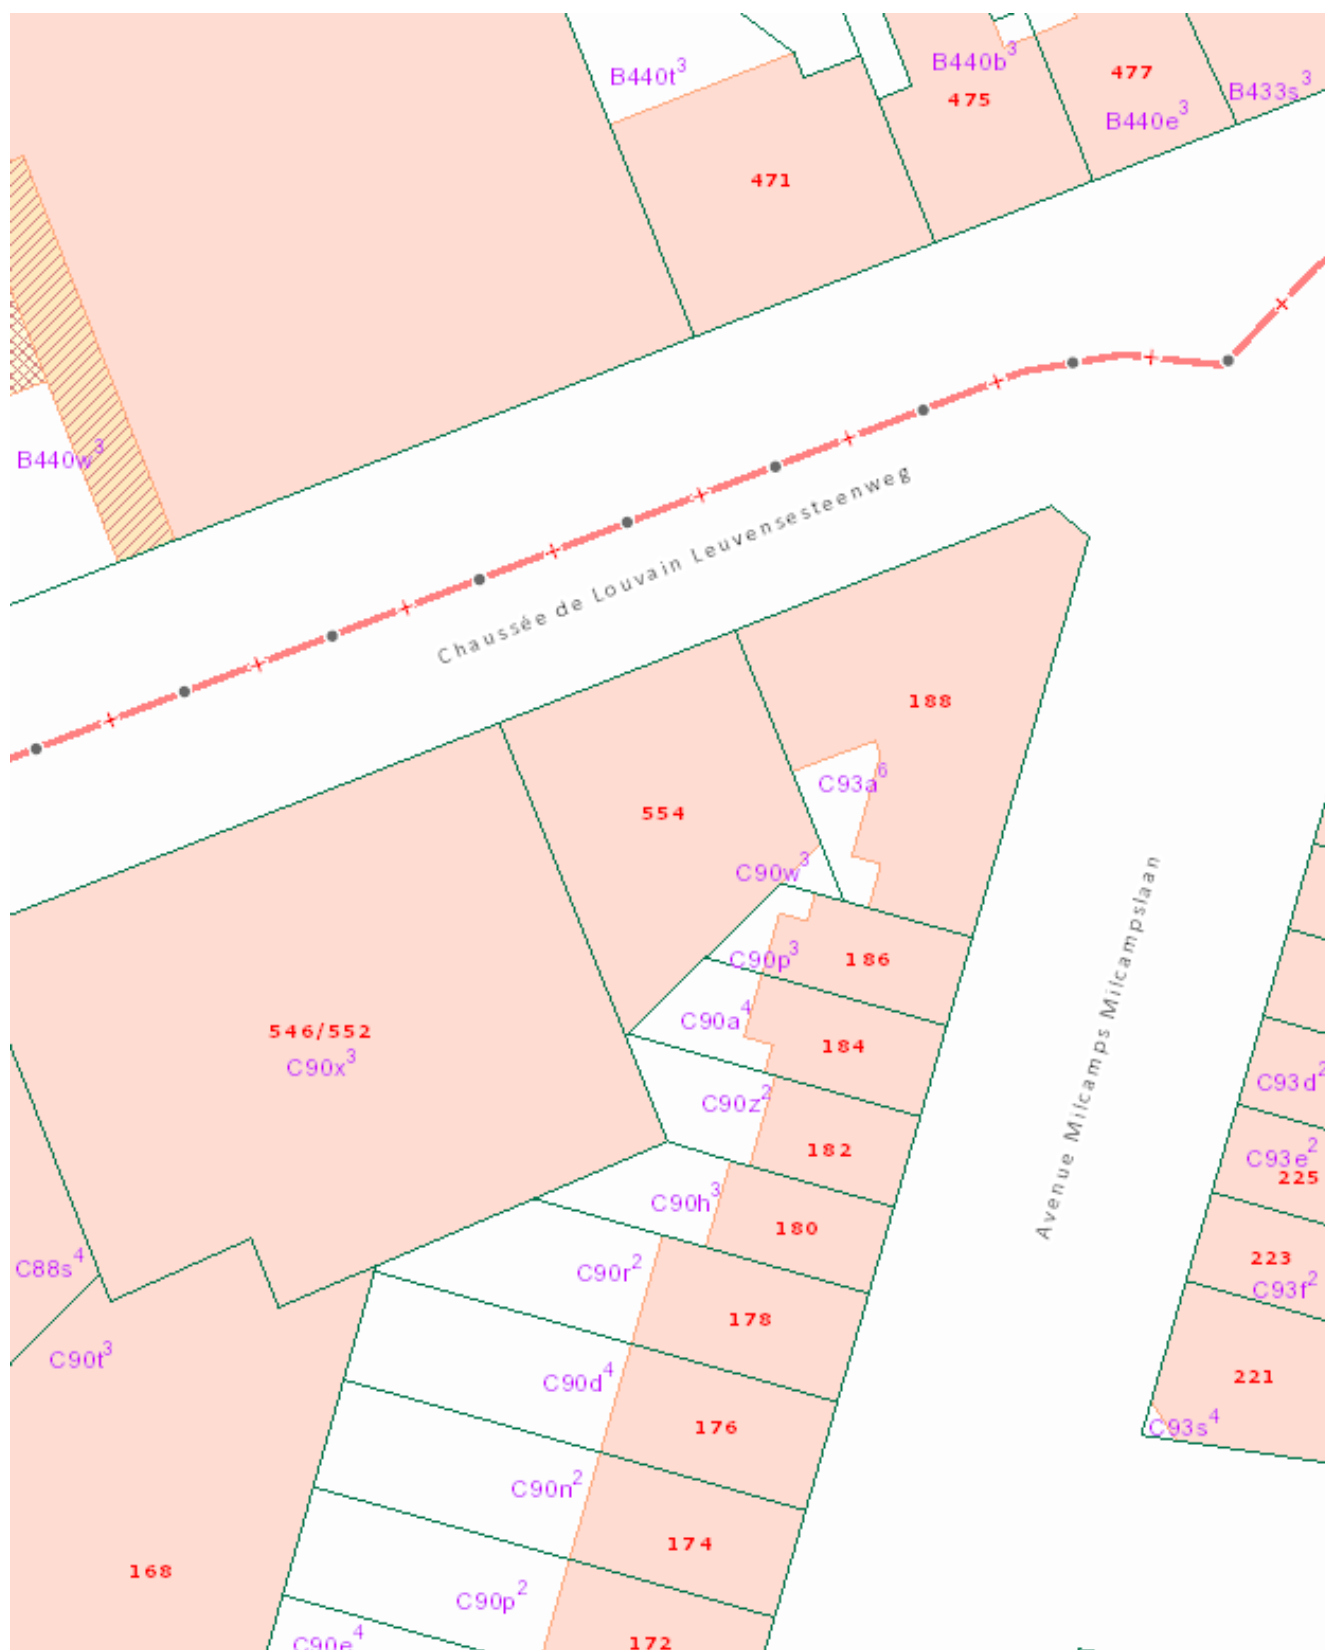 B440t³
B440b³
475
477
B440e³
B433s³
471
B440w³
Chaussée de Louvain Leuvensesteenweg
188
C93a⁶
554
C90w³
C90p³
186
C90a⁴
184
546/552
C90x³
C90z²
182
C90h³
180
C88s⁴
C90r²
178
C90t³
C90d⁴
176
C90n²
174
168
C90p²
172
C90e⁴
Avenue Milcamps Milcampslaan
C93d²
C93e²
225
223
C93f²
221
C93s⁴